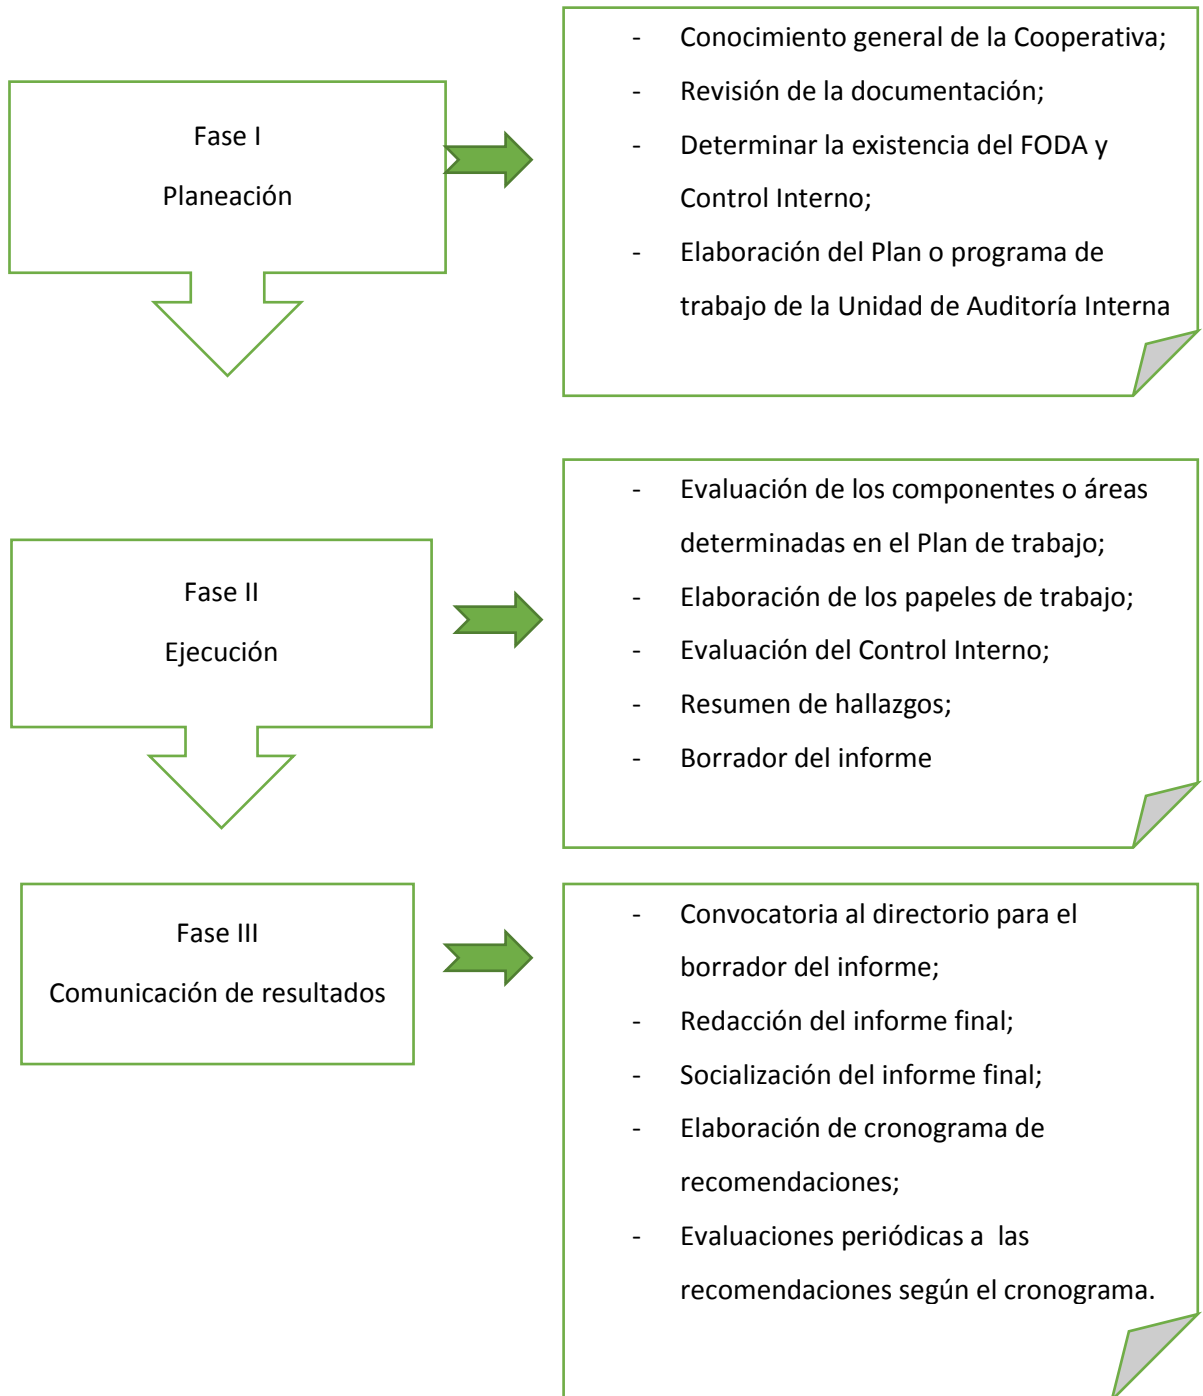 Fase I
Planeación
- Conocimiento general de la Cooperativa;
- Revisión de la documentación;
- Determinar la existencia del FODA y
Control Interno;
- Elaboración del Plan o programa de
trabajo de la Unidad de Auditoría Interna
Fase II
Ejecución
- Evaluación de los componentes o áreas
determinadas en el Plan de trabajo;
- Elaboración de los papeles de trabajo;
- Evaluación del Control Interno;
- Resumen de hallazgos;
- Borrador del informe
Fase III
Comunicación de resultados
- Convocatoria al directorio para el
borrador del informe;
- Redacción del informe final;
- Socialización del informe final;
- Elaboración de cronograma de
recomendaciones;
- Evaluaciones periódicas a  las
recomendaciones según el cronograma.